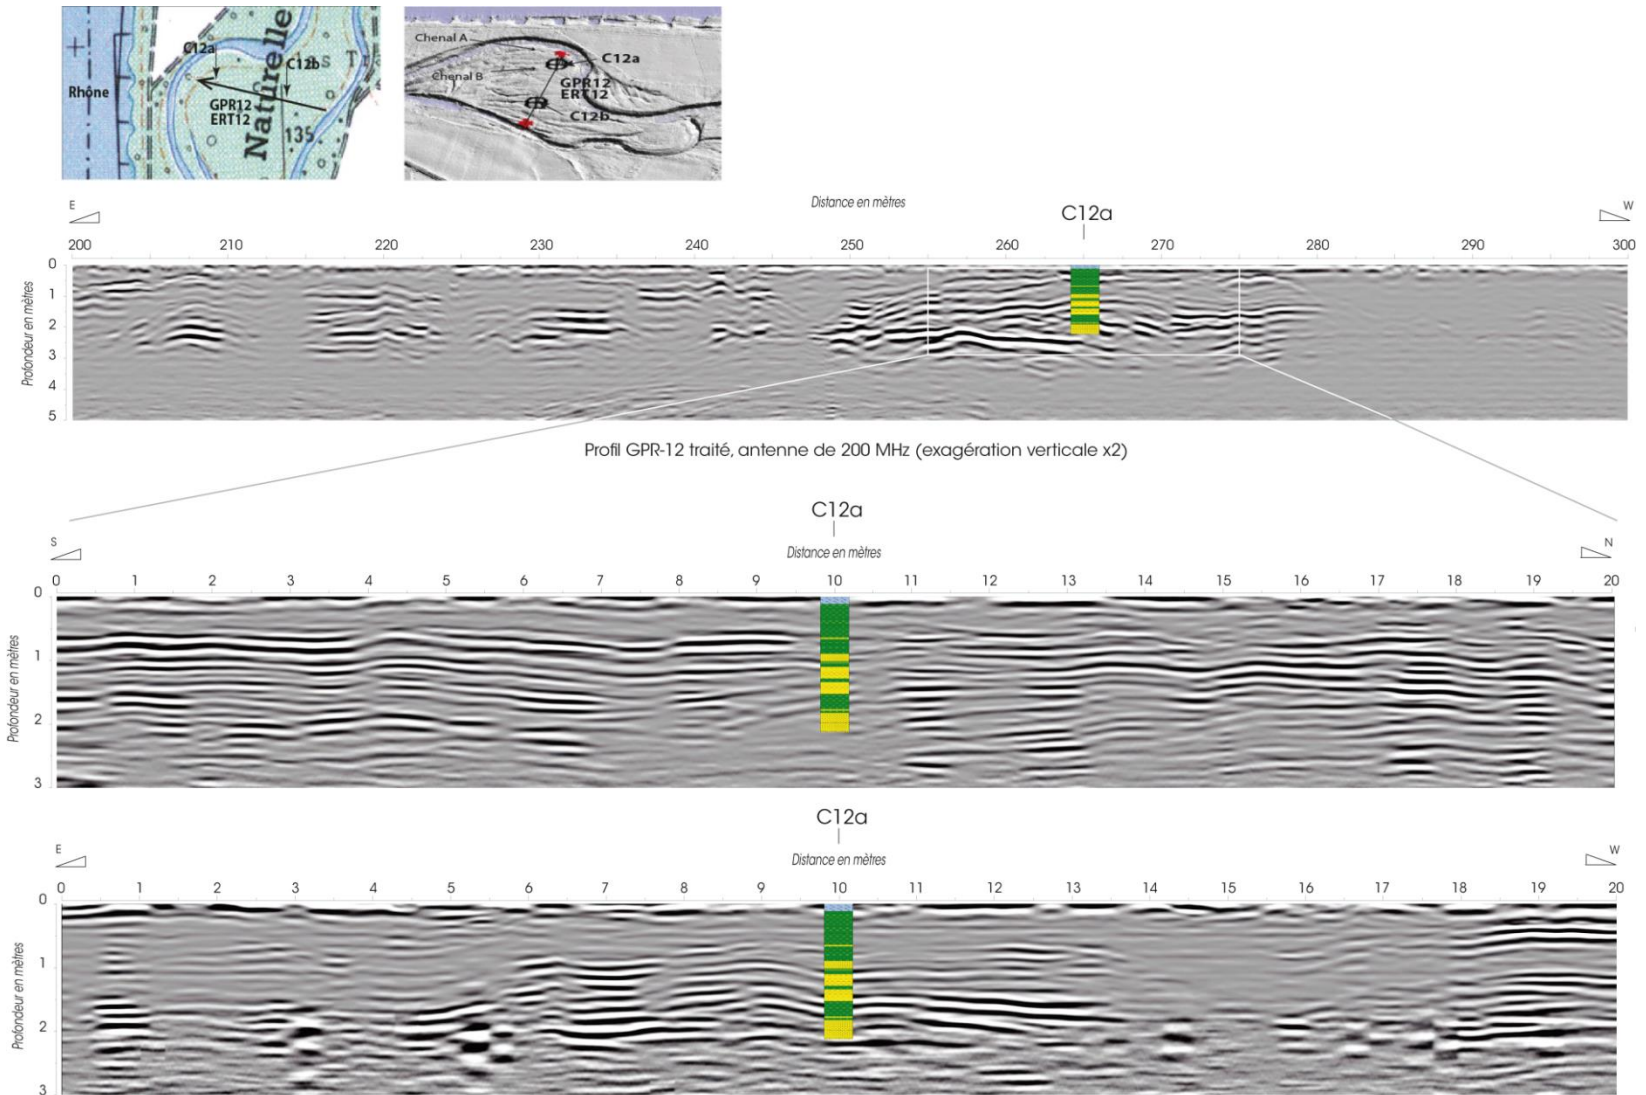 Rhône
C12a
C12b
s T
GPR12
ERT12
Naturelle
135
Chenal A
Chenal B
C12a
GPR12
ERT12
C12b
E
Distance en mètres
W
C12a
200 210 220 230 240 250 260 270 280 290 300
Profondeur en mètres
0
1
2
3
4
5
Profil GPR-12 traité, antenne de 200 MHz (exagération verticale x2)
C12a
S
Distance en mètres
N
0 1 2 3 4 5 6 7 8 9 10 11 12 13 14 15 16 17 18 19 20
Profondeur en mètres
0
1
2
3
C12a
E
Distance en mètres
W
0 1 2 3 4 5 6 7 8 9 10 11 12 13 14 15 16 17 18 19 20
Profondeur en mètres
0
1
2
3